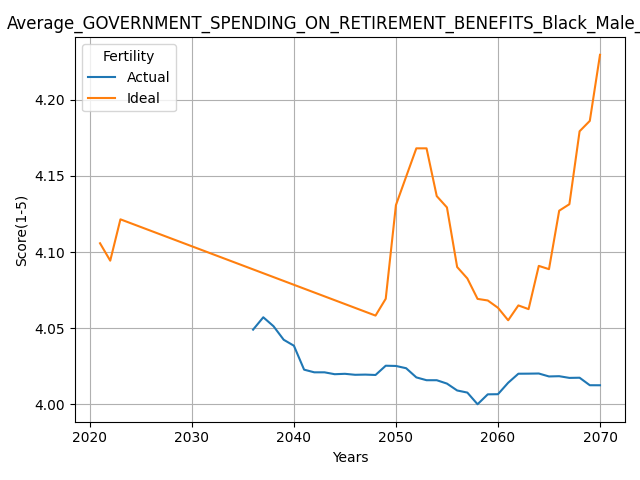 Average_GOVERNMENT_SPENDING_ON_RETIREMENT_BENEFITS_Black_Male_
Fertility
Actual
Ideal
4.20
4.15
4.10
4.05
4.00
Score(1-5)
2020 2030 2040 2050 2060 2070
Years